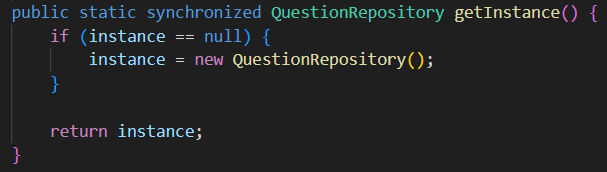 public static synchronized QuestionRepository getInstance() {
    if (instance == null) {
        instance = new QuestionRepository();
    }

    return instance;
}